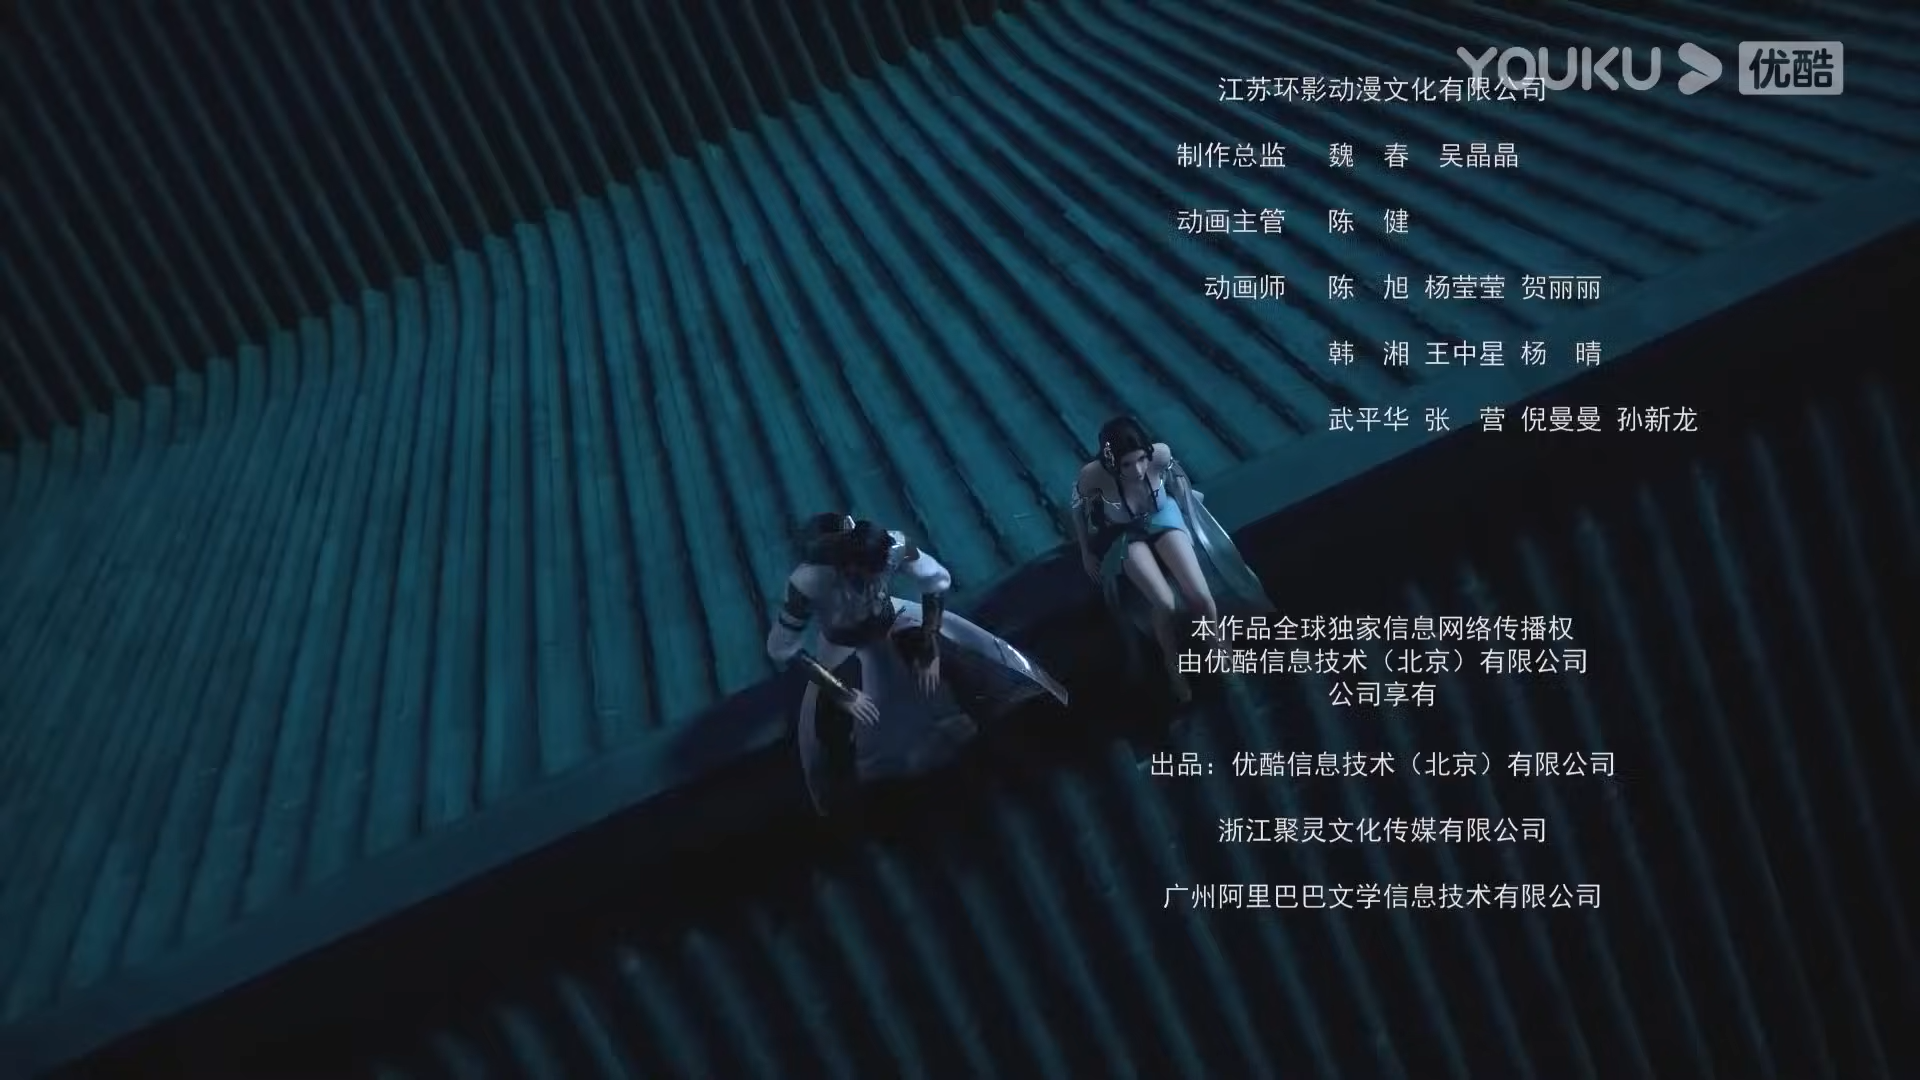 YOUKU 优酷
江苏环影动漫文化有限公司
制作总监 魏 春 吴晶晶
动画主管 陈 健
动画师 陈 旭 杨莹莹 贺丽丽
韩 湘 王中星 杨 晴
武平华 张 营 倪曼曼 孙新龙
本作品全球独家信息网络传播权
由优酷信息技术（北京）有限公司
公司享有
出品：优酷信息技术（北京）有限公司
浙江聚灵文化传媒有限公司
广州阿里巴巴文学信息技术有限公司